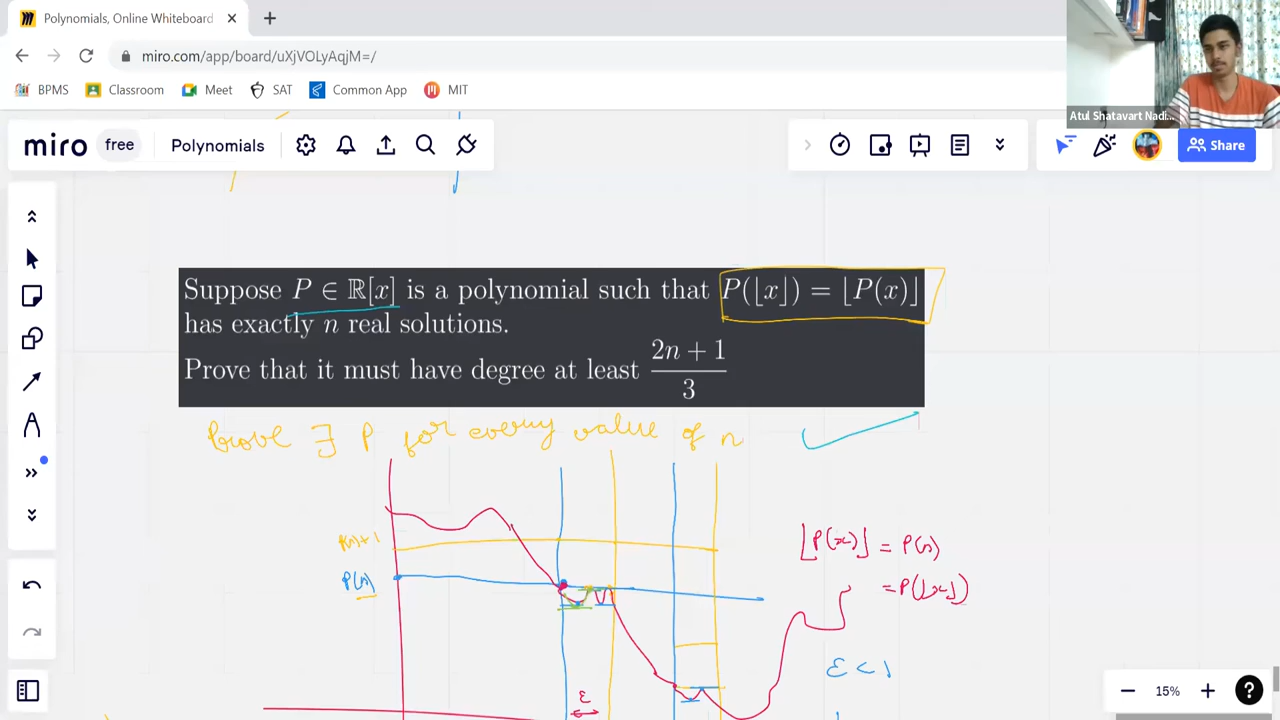 Polynomials, Online Whiteboard
miro.com/app/board/uXjVOLyAqjM=/
BPMS Classroom Meet SAT Common App MIT
Atul Shatavart Nadi...
miro free Polynomials Share
Suppose P ∈ ℝ[x] is a polynomial such that P(⌊x⌋) = ⌊P(x)⌋
has exactly n real solutions.
Prove that it must have degree at least (2n + 1)/3
Prove ∃ P for every value of n
P(n)+1
⌊P(x)⌋ = P(n)
P(n)
= P(⌊x⌋)
ε < 1
ε
15%